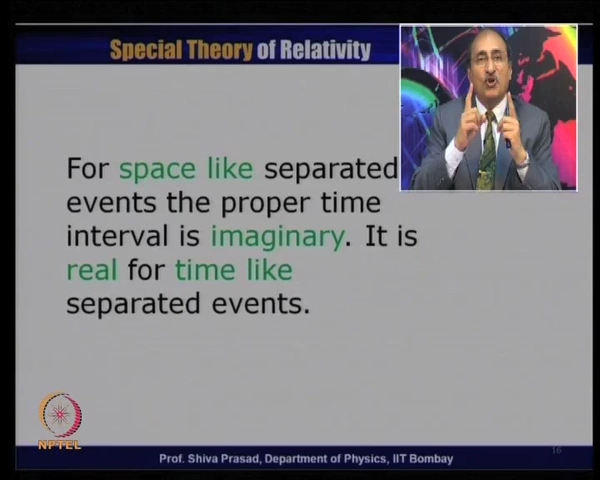 Special Theory of Relativity
For space like separated
events the proper time
interval is imaginary. It is
real for time like
separated events.
NPTEL
Prof. Shiva Prasad, Department of Physics, IIT Bombay
16